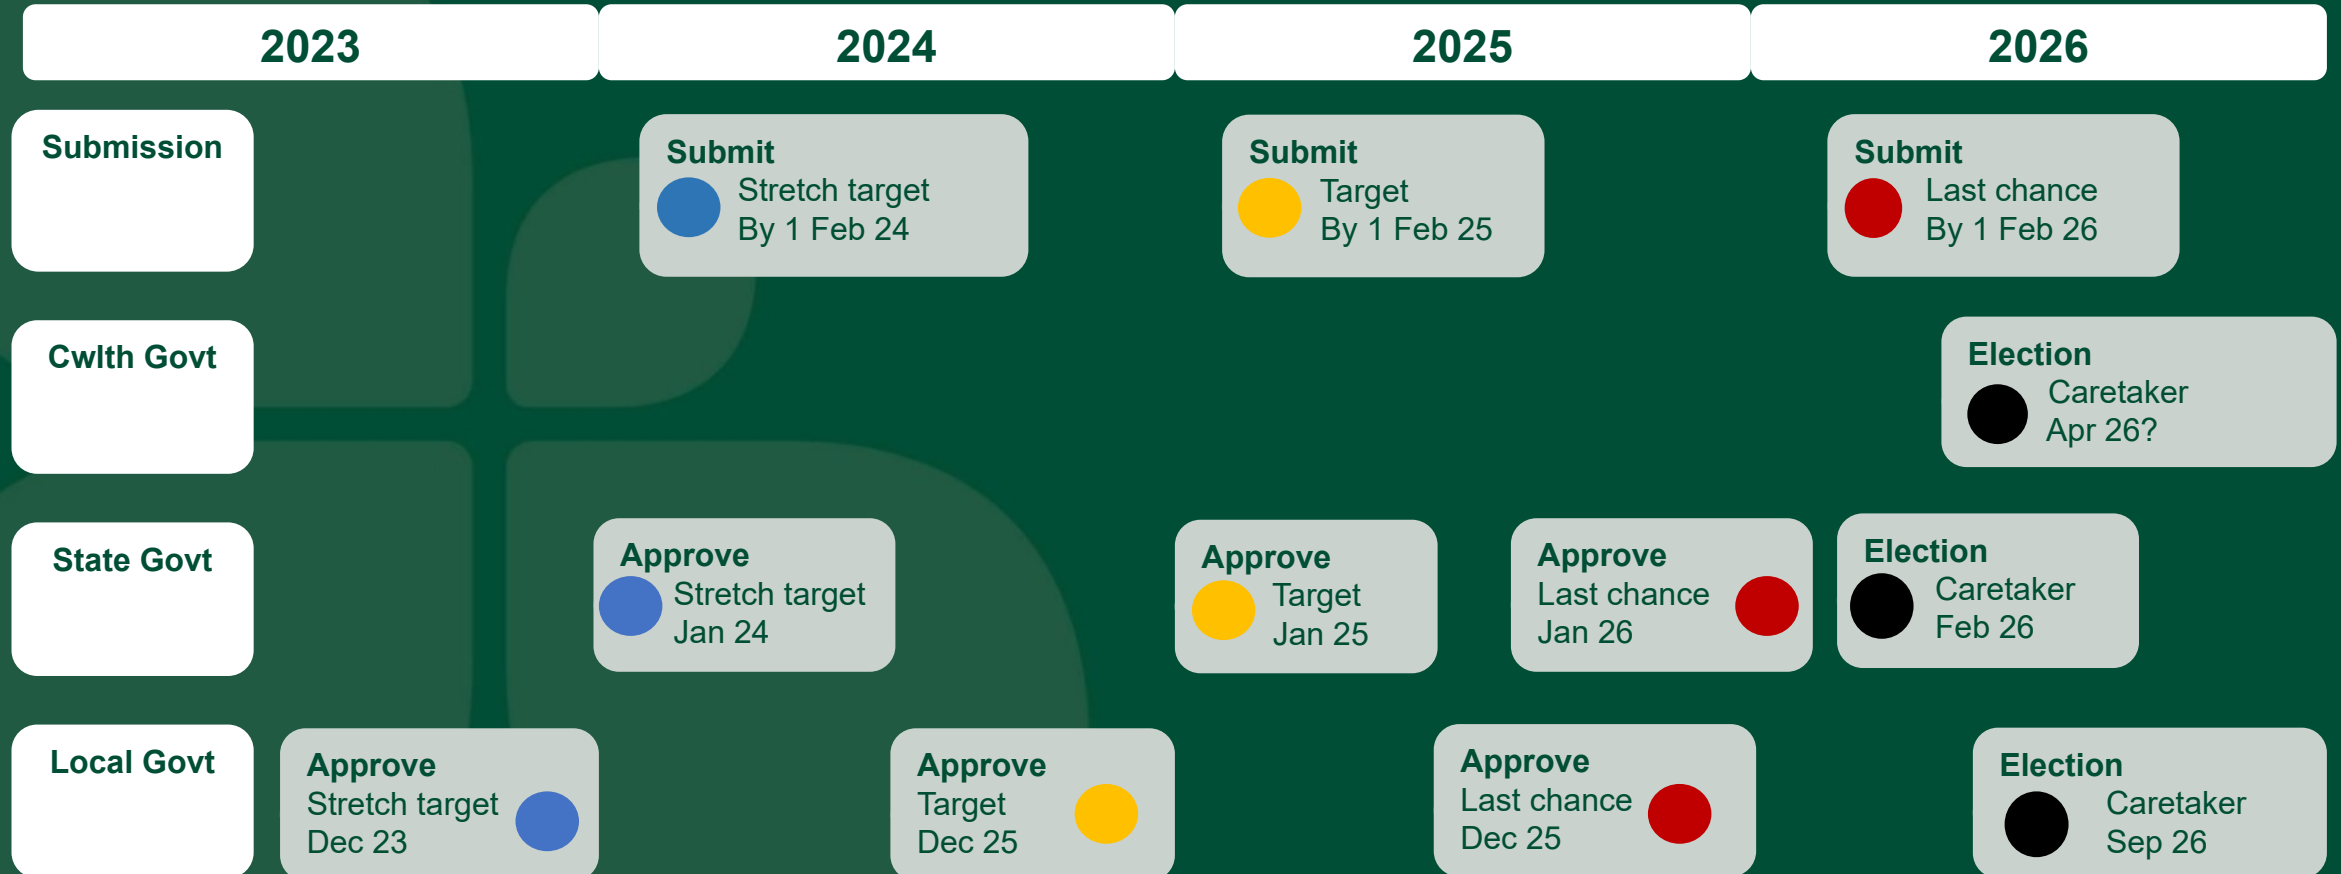 2023
2024
2025
2026
Submission
Submit
Stretch target
By 1 Feb 24
Submit
Target
By 1 Feb 25
Submit
Last chance
By 1 Feb 26
Cwlth Govt
Election
Caretaker
Apr 26?
State Govt
Approve
Stretch target
Jan 24
Approve
Target
Jan 25
Approve
Last chance
Jan 26
Election
Caretaker
Feb 26
Local Govt
Approve
Stretch target
Dec 23
Approve
Target
Dec 25
Approve
Last chance
Dec 25
Election
Caretaker
Sep 26